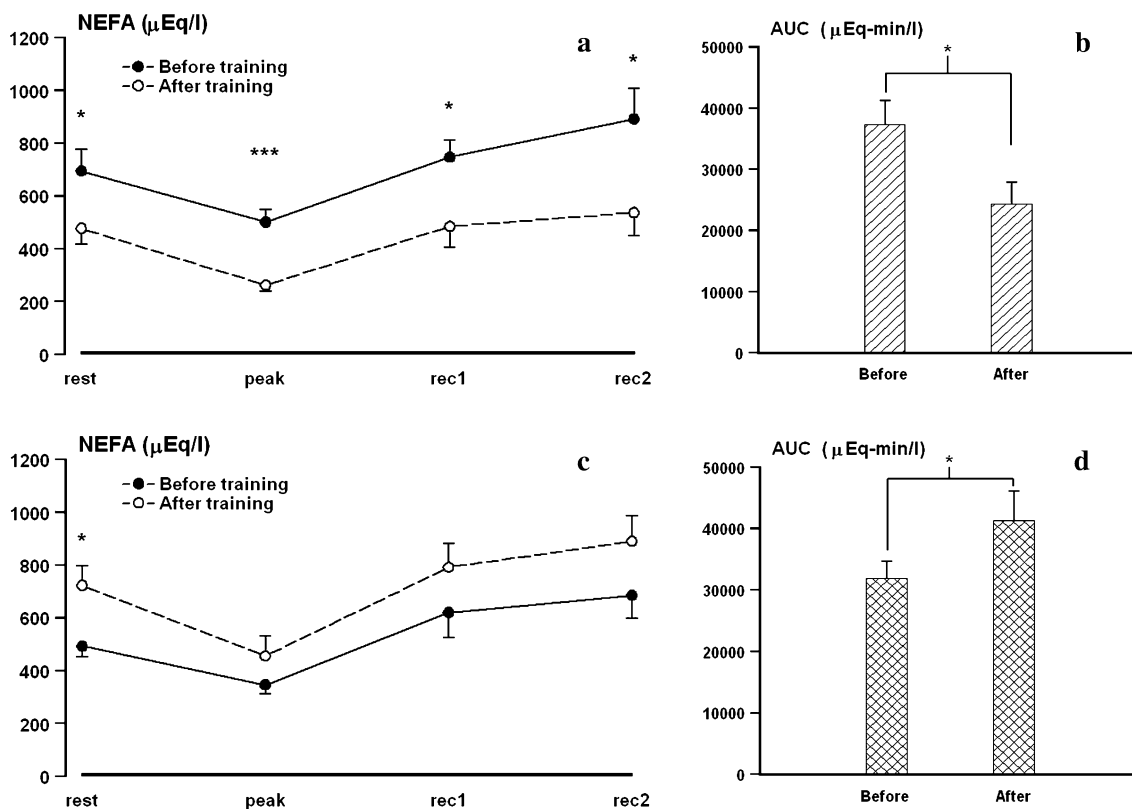 NEFA (μEq/l)
a
1200
1000
800
600
400
200
0
Before training
After training
*
***
*
*
rest peak rec1 rec2
AUC (μEq-min/l)
b
50000
40000
30000
20000
10000
0
*
Before After
NEFA (μEq/l)
c
1200
1000
800
600
400
200
0
Before training
After training
*
rest peak rec1 rec2
AUC (μEq-min/l)
d
50000
40000
30000
20000
10000
0
*
Before After